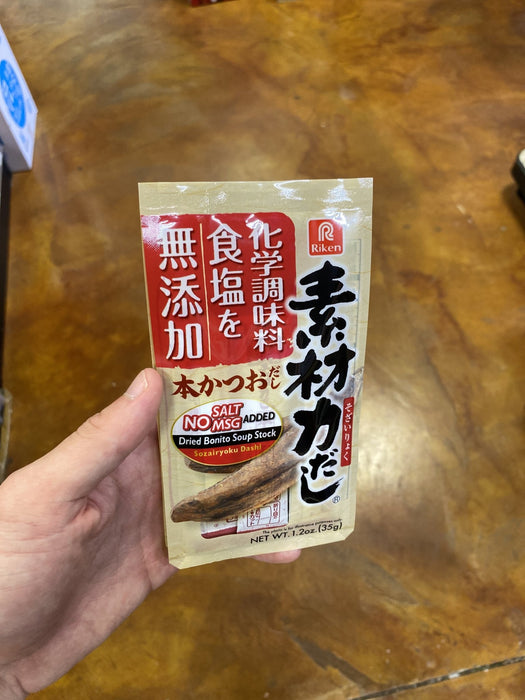 化学調味料
食塩を
無添加
Riken
素材力だし®
そざいりょく
本かつおだし
NO SALT MSG ADDED
Dried Bonito Soup Stock
Sozairyoku Dashi
NET WT. 1.2oz.(35g)